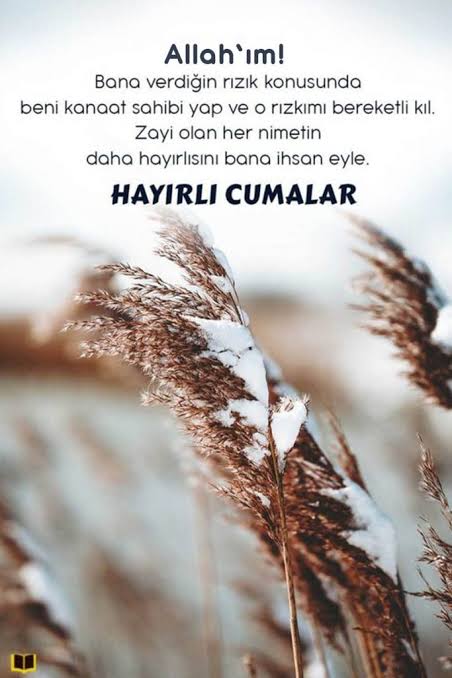 Allah'ım!
Bana verdiğin rızık konusunda
beni kanaat sahibi yap ve o rızkımı bereketli kıl.
Zayi olan her nimetin
daha hayırlısını bana ihsan eyle.
HAYIRLI CUMALAR